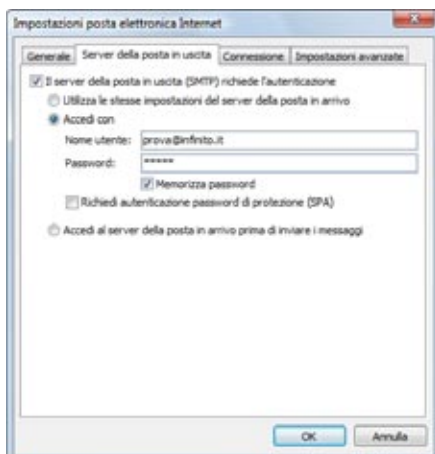 Impostazioni posta elettronica Internet
Generale Server della posta in uscita Connessione Impostazioni avanzate
Il server della posta in uscita (SMTP) richiede l'autenticazione
Utilizza le stesse impostazioni del server della posta in arrivo
Accedi con
Nome utente: prova@infinito.it
Password: *****
Memorizza password
Richiedi autenticazione password di protezione (SPA)
Accedi al server della posta in arrivo prima di inviare i messaggi
OK Annulla